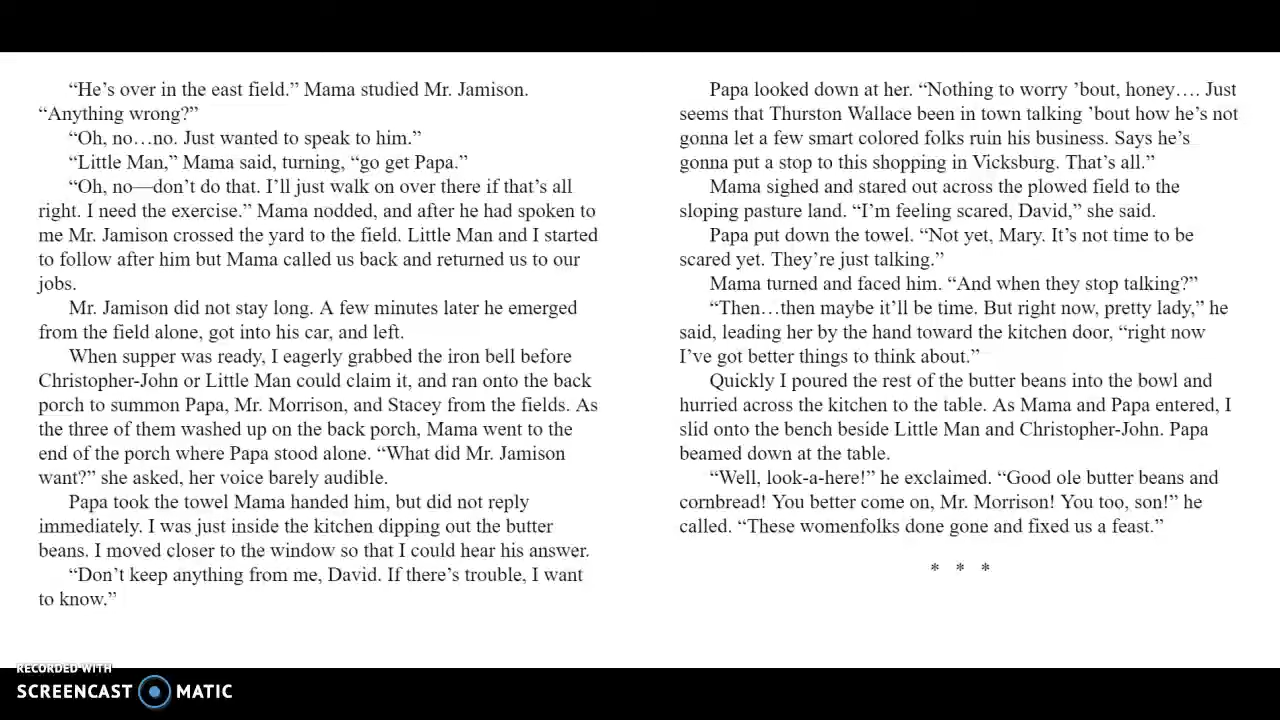 “He’s over in the east field.” Mama studied Mr. Jamison.
“Anything wrong?”
“Oh, no…no. Just wanted to speak to him.”
“Little Man,” Mama said, turning, “go get Papa.”
“Oh, no—don’t do that. I’ll just walk on over there if that’s all
right. I need the exercise.” Mama nodded, and after he had spoken to
me Mr. Jamison crossed the yard to the field. Little Man and I started
to follow after him but Mama called us back and returned us to our
jobs.
Mr. Jamison did not stay long. A few minutes later he emerged
from the field alone, got into his car, and left.
When supper was ready, I eagerly grabbed the iron bell before
Christopher-John or Little Man could claim it, and ran onto the back
porch to summon Papa, Mr. Morrison, and Stacey from the fields. As
the three of them washed up on the back porch, Mama went to the
end of the porch where Papa stood alone. “What did Mr. Jamison
want?” she asked, her voice barely audible.
Papa took the towel Mama handed him, but did not reply
immediately. I was just inside the kitchen dipping out the butter
beans. I moved closer to the window so that I could hear his answer.
“Don’t keep anything from me, David. If there’s trouble, I want
to know.”
Papa looked down at her. “Nothing to worry ’bout, honey…. Just
seems that Thurston Wallace been in town talking ’bout how he’s not
gonna let a few smart colored folks ruin his business. Says he’s
gonna put a stop to this shopping in Vicksburg. That’s all.”
Mama sighed and stared out across the plowed field to the
sloping pasture land. “I’m feeling scared, David,” she said.
Papa put down the towel. “Not yet, Mary. It’s not time to be
scared yet. They’re just talking.”
Mama turned and faced him. “And when they stop talking?”
“Then…then maybe it’ll be time. But right now, pretty lady,” he
said, leading her by the hand toward the kitchen door, “right now
I’ve got better things to think about.”
Quickly I poured the rest of the butter beans into the bowl and
hurried across the kitchen to the table. As Mama and Papa entered, I
slid onto the bench beside Little Man and Christopher-John. Papa
beamed down at the table.
“Well, look-a-here!” he exclaimed. “Good ole butter beans and
cornbread! You better come on, Mr. Morrison! You too, son!” he
called. “These womenfolks done gone and fixed us a feast.”
* * *
RECORDED WITH
SCREENCAST MATIC